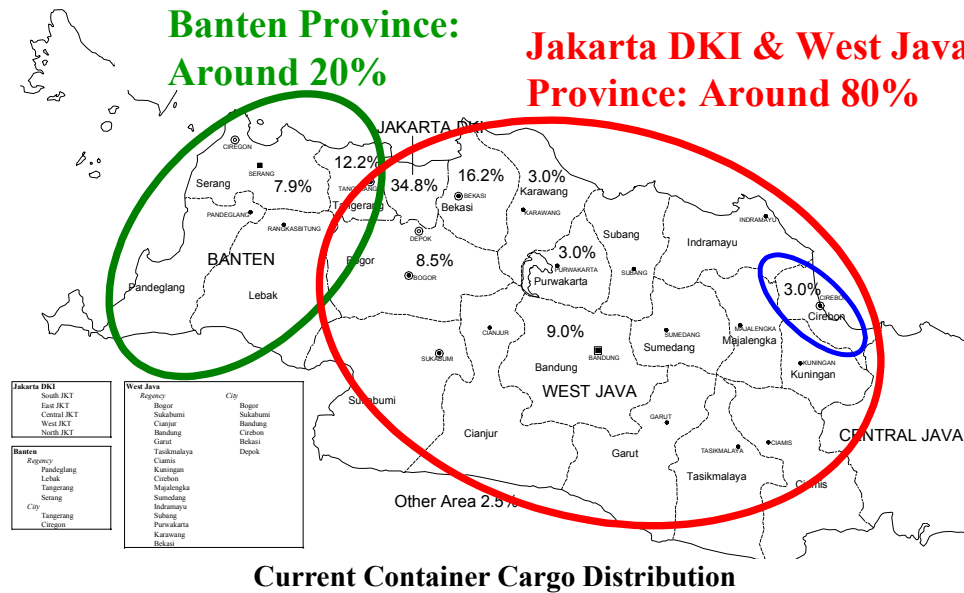 Banten Province:
Around 20%
Jakarta DKI & West Java
Province: Around 80%
JAKARTA DKI
CIREGON
SERANG
Serang
7.9%
12.2%
TANGERANG
Tangerang
34.8%
16.2%
BEKASI
Bekasi
3.0%
Karawang
KARAWANG
PANDEGLANG
RANGKASBITUNG
BANTEN
Pandeglang
Lebak
DEPOK
Bogor
8.5%
BOGOR
3.0%
PURWAKARTA
Purwakarta
Subang
SUBANG
Indramayu
INDRAMAYU
3.0%
CIREBON
Cirebon
CIANJUR
9.0%
BANDUNG
Bandung
SUMEDANG
Sumedang
MAJALENGKA
Majalengka
KUNINGAN
Kuningan
SUKABUMI
Sukabumi
WEST JAVA
Cianjur
GARUT
Garut
TASIKMALAYA
Tasikmalaya
CIAMIS
Ciamis
CENTRAL JAVA
Other Area 2.5%
Jakarta DKI
South JKT
East JKT
Central JKT
West JKT
North JKT
Banten
Regency
Pandeglang
Lebak
Tangerang
Serang
City
Tangerang
Ciregon
West Java
Regency City
Bogor Bogor
Sukabumi Sukabumi
Cianjur Bandung
Bandung Cirebon
Garut Bekasi
Tasikmalaya Depok
Ciamis
Kuningan
Cirebon
Majalengka
Sumedang
Indramayu
Subang
Purwakarta
Karawang
Bekasi
Current Container Cargo Distribution